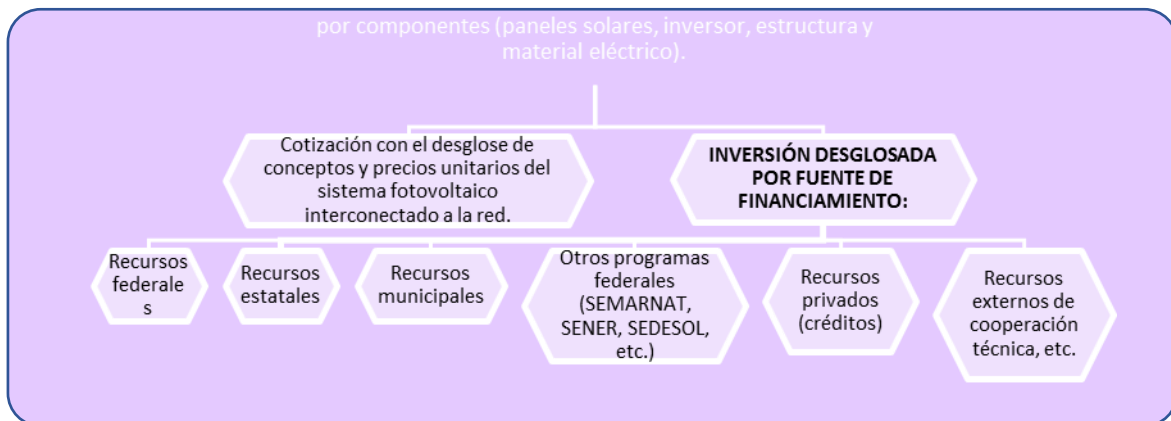 por componentes (paneles solares, inversor, estructura y
material eléctrico).
Cotización con el desglose de
conceptos y precios unitarios del
sistema fotovoltaico
interconectado a la red.
INVERSIÓN DESGLOSADA
POR FUENTE DE
FINANCIAMIENTO:
Recursos
federale
s
Recursos
estatales
Recursos
municipales
Otros programas
federales
(SEMARNAT,
SENER, SEDESOL,
etc.)
Recursos
privados
(créditos)
Recursos
externos de
cooperación
técnica, etc.